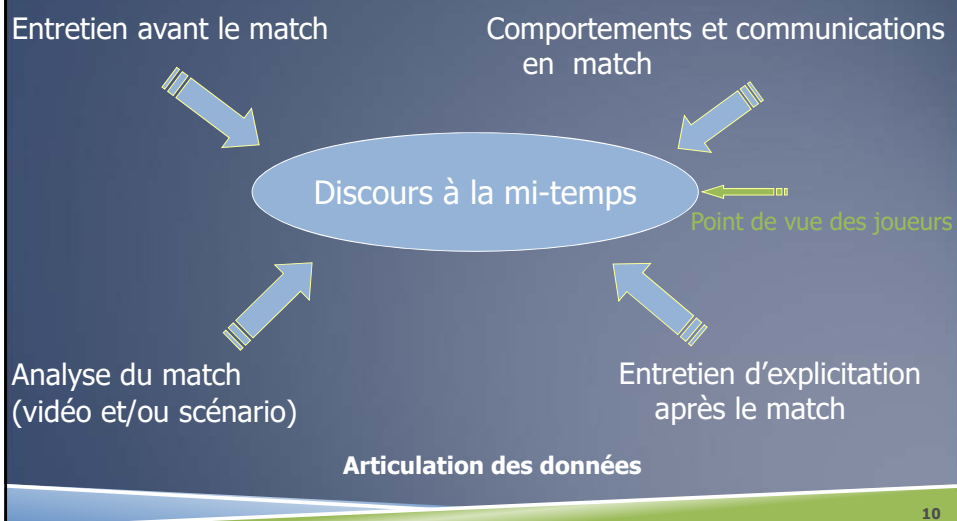 Entretien avant le match
Comportements et communications
en match
Discours à la mi-temps
Point de vue des joueurs
Analyse du match
(vidéo et/ou scénario)
Entretien d’explicitation
après le match
Articulation des données
10